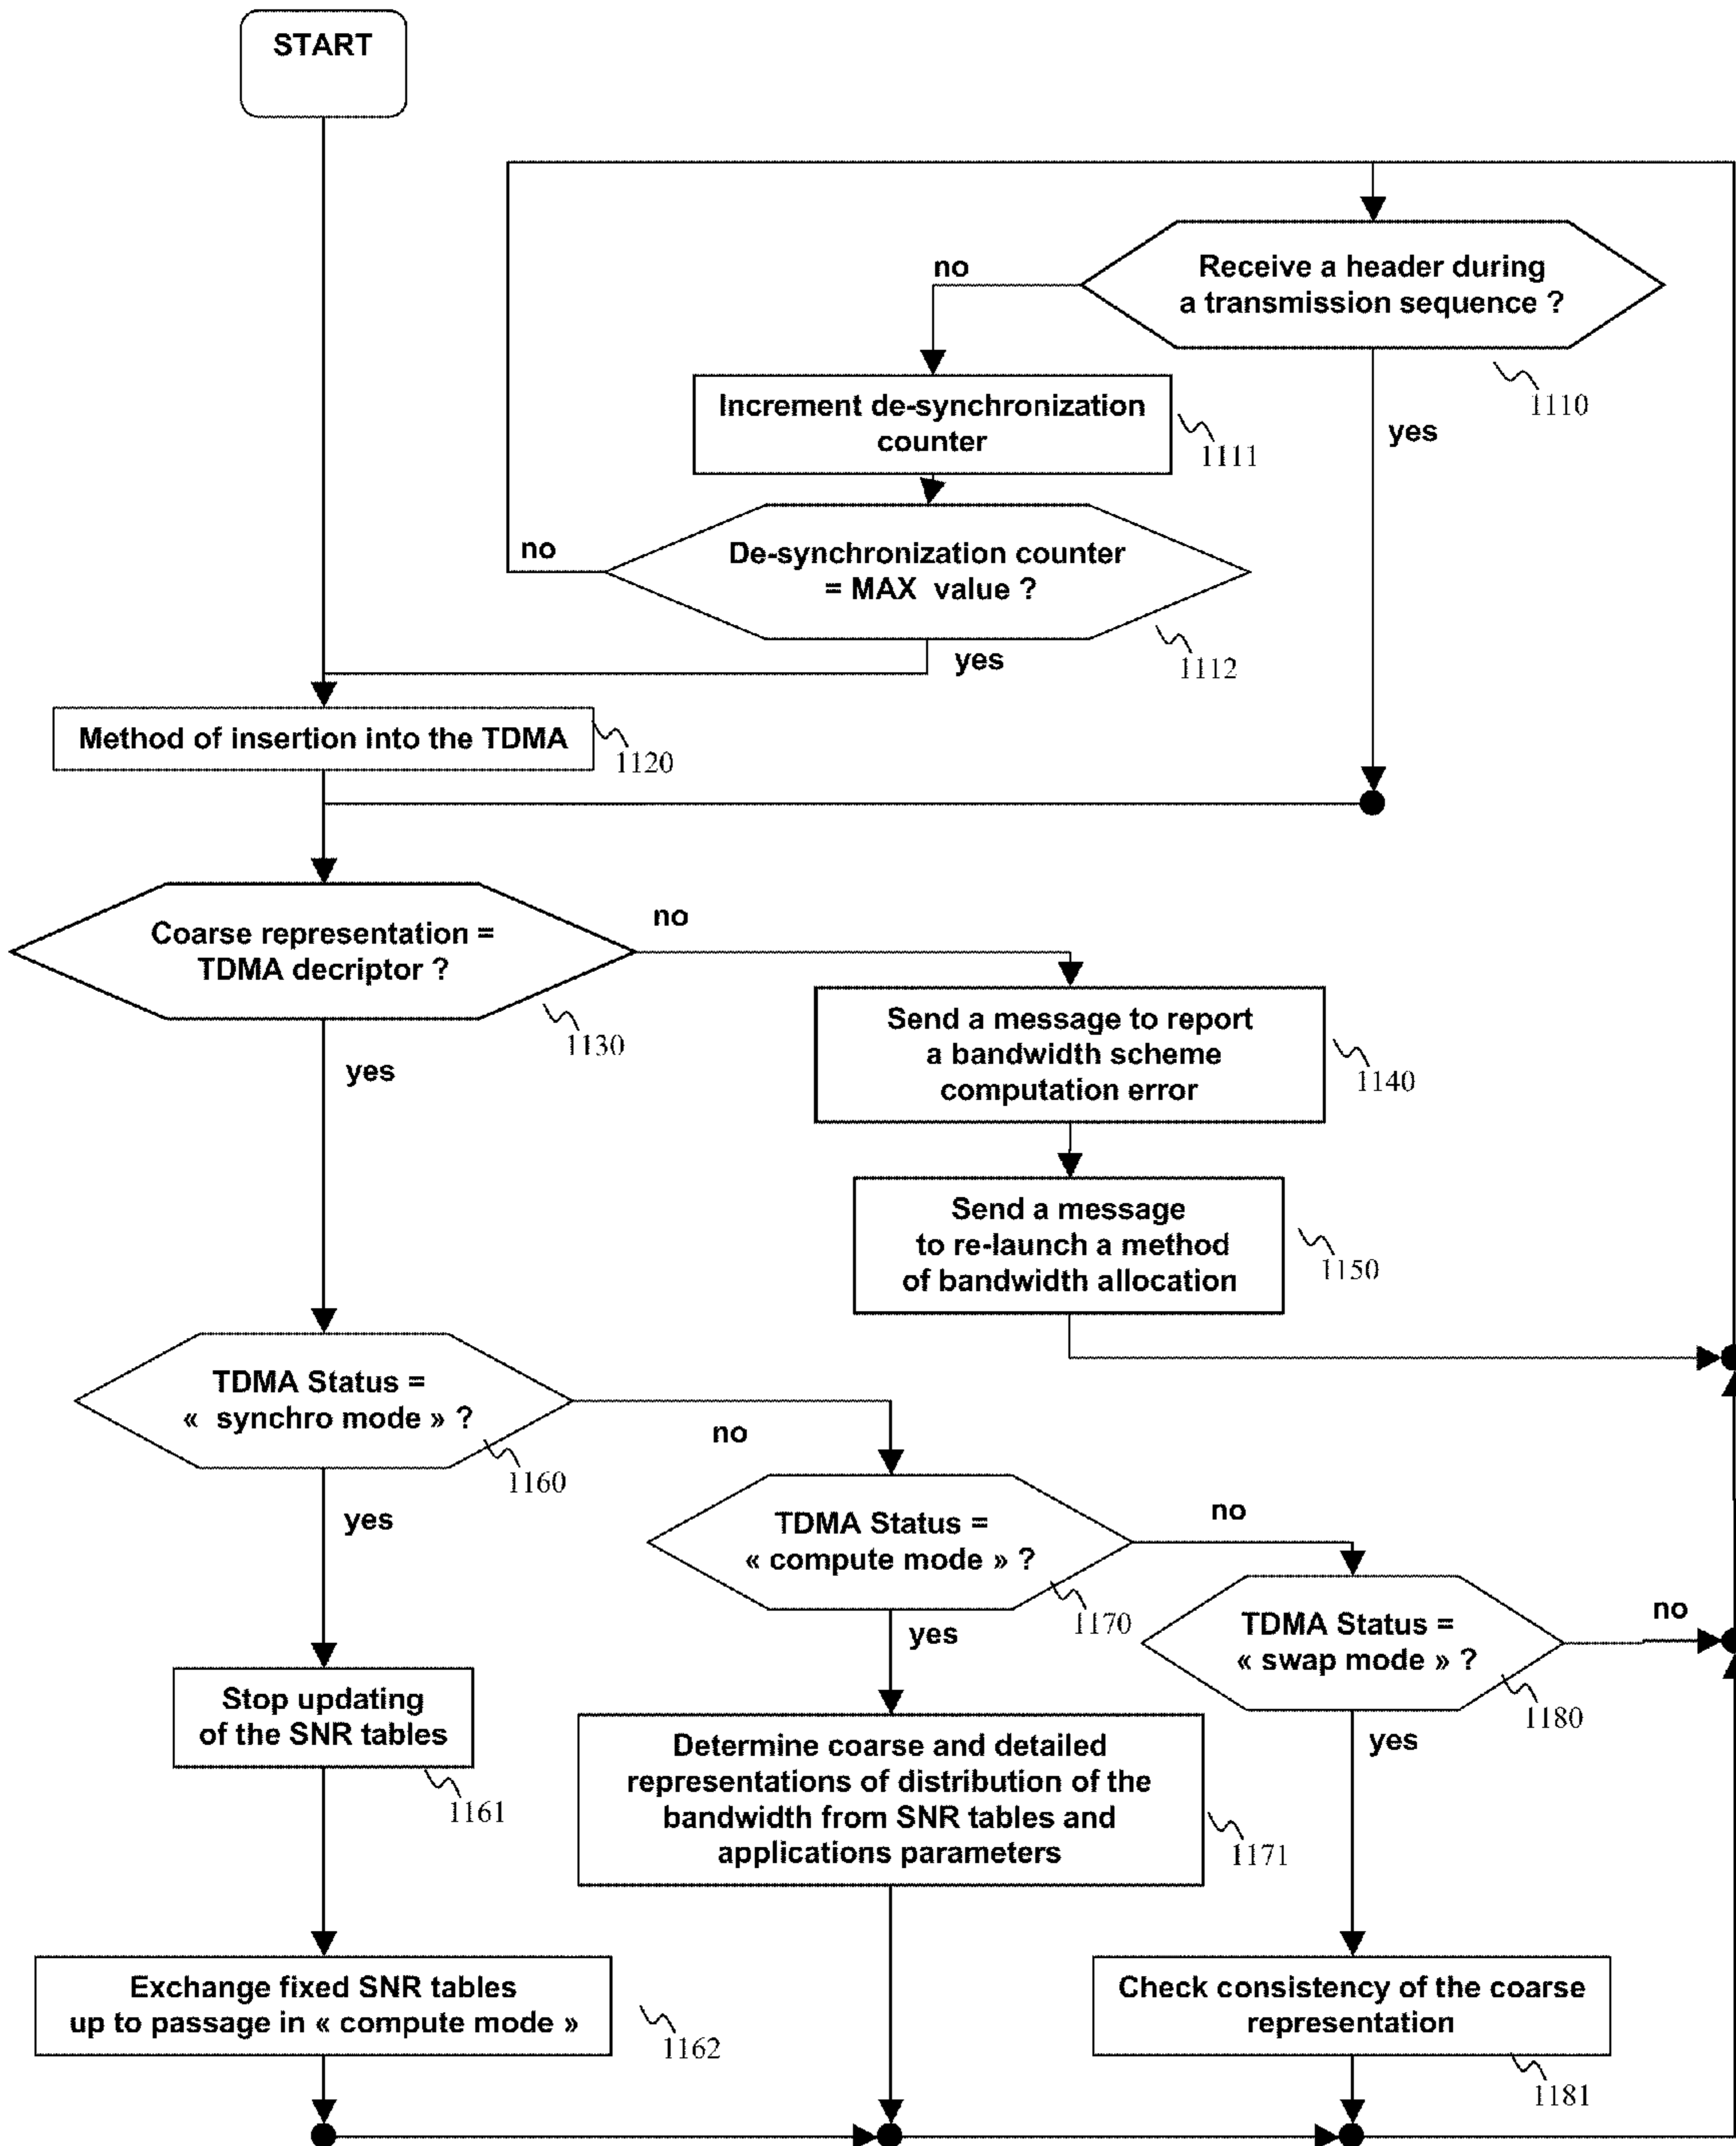 START
Receive a header during
a transmission sequence ?
no
1110
yes
Increment de-synchronization
counter
1111
De-synchronization counter
= MAX value ?
no
yes
1112
Method of insertion into the TDMA
1120
Coarse representation =
TDMA decriptor ?
no
1130
yes
Send a message to report
a bandwidth scheme
computation error
1140
Send a message
to re-launch a method
of bandwidth allocation
1150
TDMA Status =
« synchro mode » ?
no
1160
yes
TDMA Status =
« compute mode » ?
no
1170
yes
TDMA Status =
« swap mode » ?
no
1180
yes
Stop updating
of the SNR tables
1161
Determine coarse and detailed
representations of distribution of the
bandwidth from SNR tables and
applications parameters
1171
Exchange fixed SNR tables
up to passage in « compute mode »
1162
Check consistency of the coarse
representation
1181